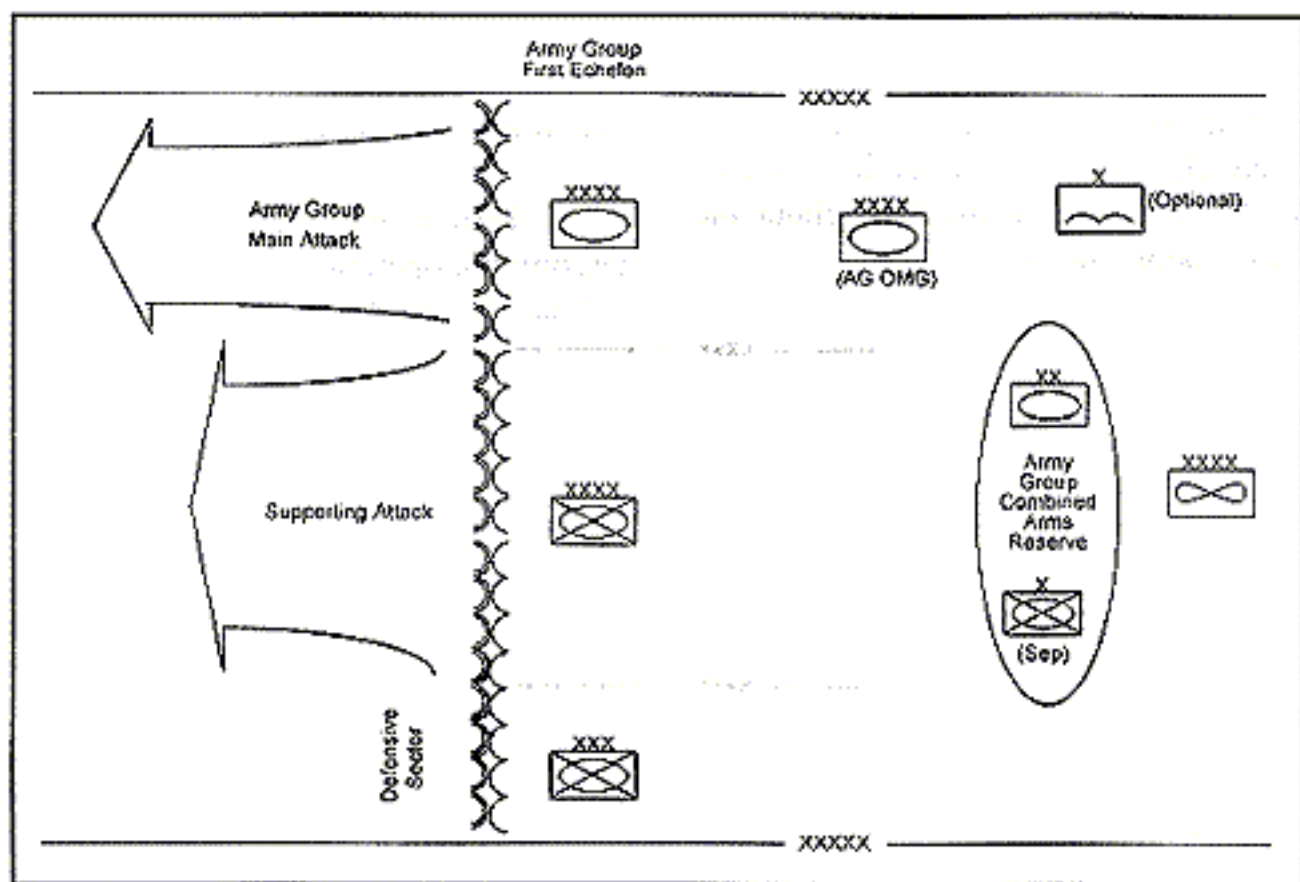 Army Group
First Echelon
XXXXX
Army Group
Main Attack
XXXX
XXXX
(AG OMG)
X
(Optional)
Supporting Attack
XXXX
XX
Army
Group
Combined
Arms
Reserve
X
(Sep)
XXXX
Defensive
Sector
XXX
XXXXX